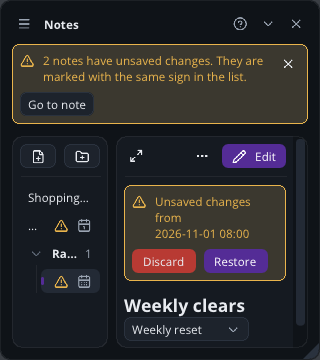 Notes
2 notes have unsaved changes. They are
marked with the same sign in the list.
Go to note
Edit
Shopping...
...
Ra... 1
Unsaved changes
from
2026-11-01 08:00
Discard Restore
Weekly clears
Weekly reset